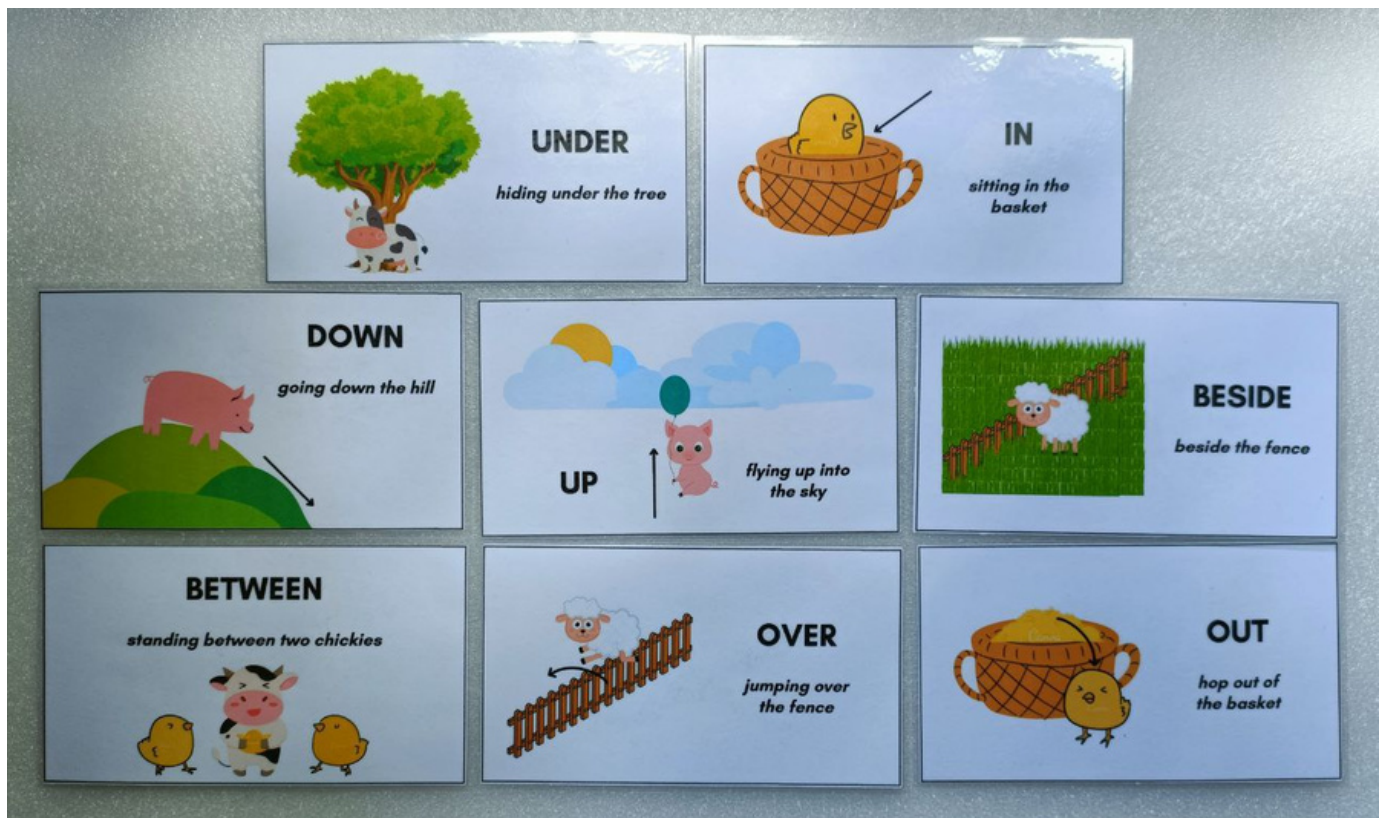 UNDER
hiding under the tree
IN
sitting in the
basket
DOWN
going down the hill
UP
flying up into
the sky
BESIDE
beside the fence
BETWEEN
standing between two chickies
OVER
jumping over
the fence
OUT
hop out of
the basket